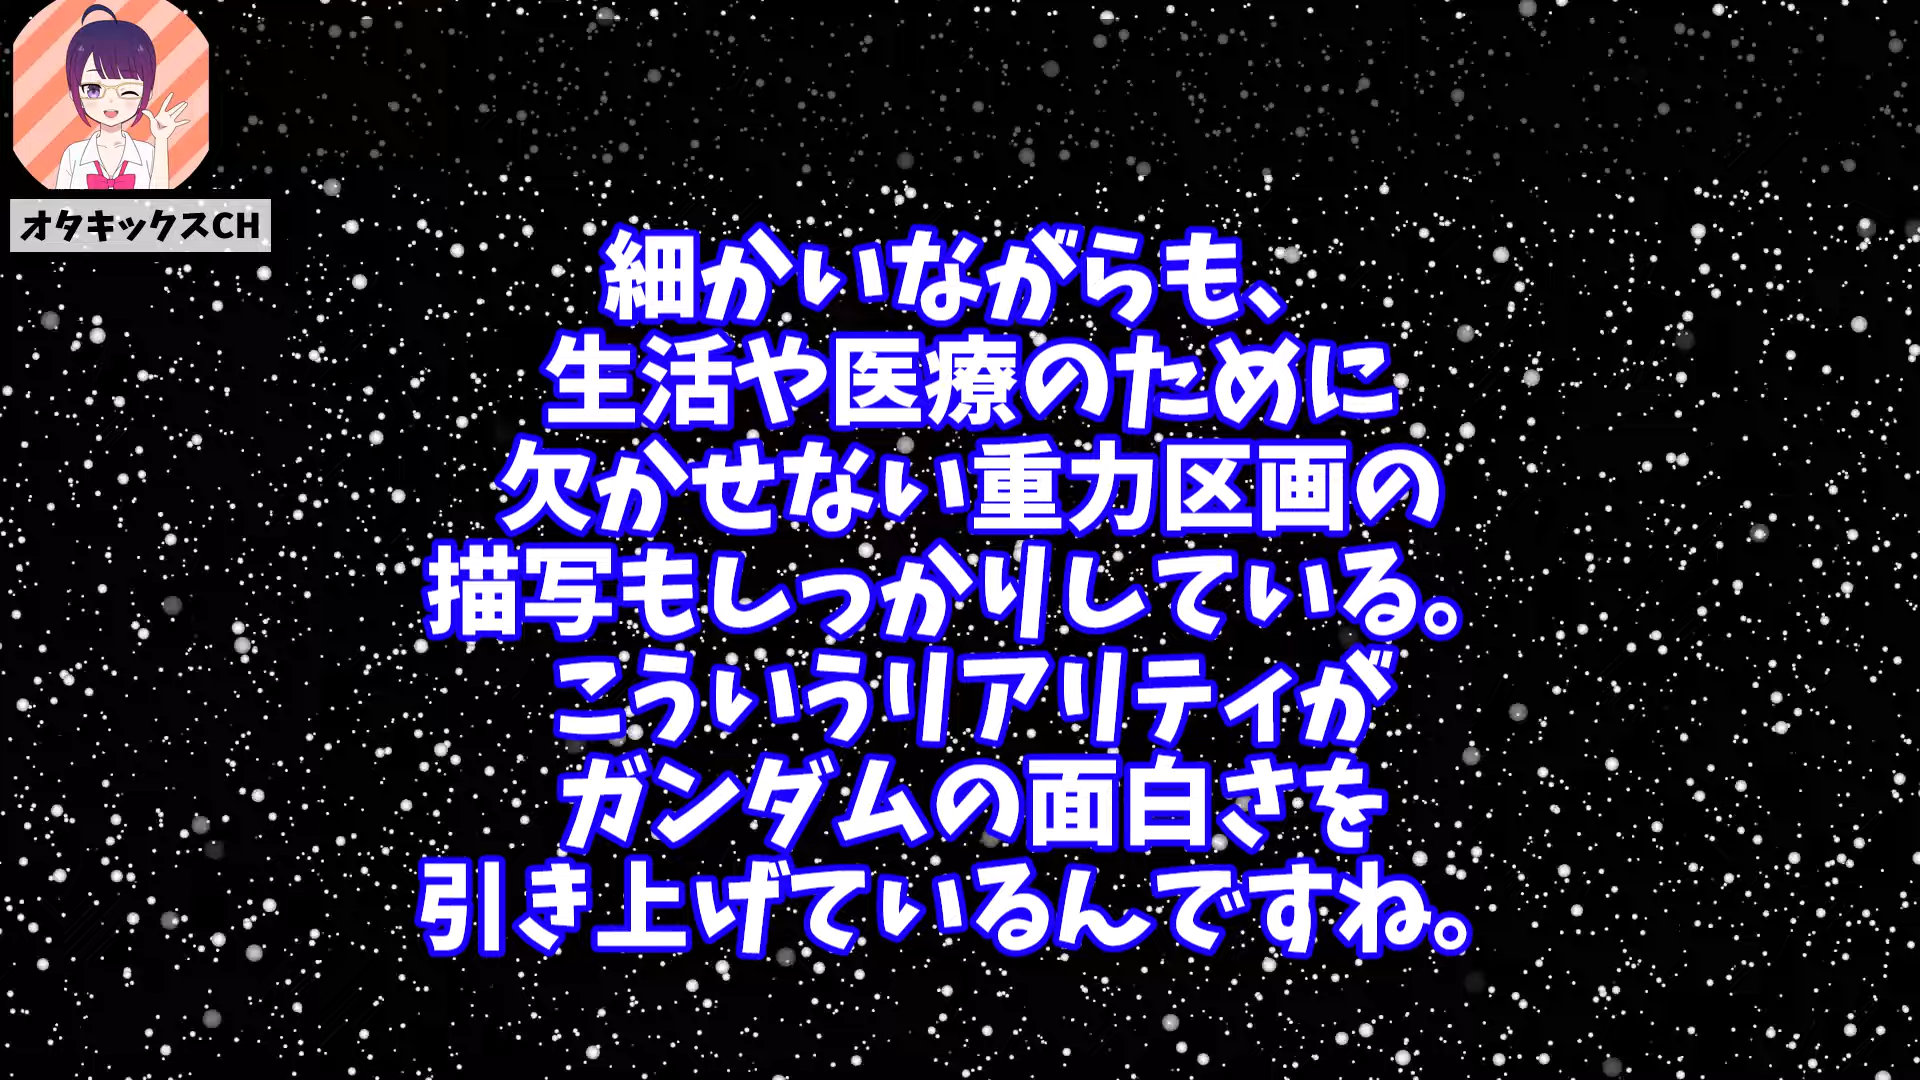 オタキックスCH
細かいながらも、
生活や医療のために
欠かせない重力区画の
描写もしっかりしている。
こういうリアリティが
ガンダムの面白さを
引き上げているんですね。